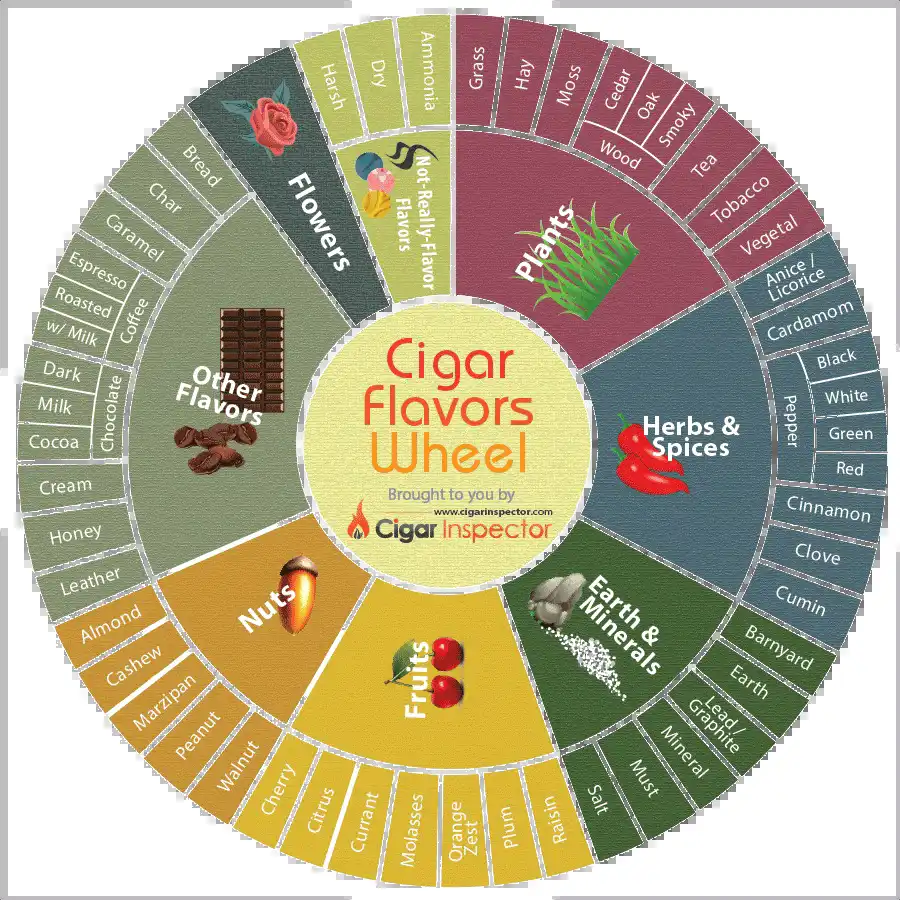 Cigar
Flavors
Wheel
Brought to you by
www.cigarinspector.com
Cigar Inspector
Plants
Grass
Hay
Moss
Cedar
Oak
Smoky
Wood
Tea
Tobacco
Vegetal
Herbs &
Spices
Anice /
Licorice
Cardamom
Black
White
Green
Red
Pepper
Cinnamon
Clove
Cumin
Earth &
Minerals
Barnyard
Earth
Lead/
Graphite
Mineral
Must
Salt
Fruits
Raisin
Plum
Orange
Zest
Molasses
Currant
Citrus
Cherry
Nuts
Walnut
Peanut
Marzipan
Cashew
Almond
Other
Flavors
Leather
Honey
Cream
Cocoa
Milk
Dark
Chocolate
w/ Milk
Roasted
Espresso
Coffee
Caramel
Char
Bread
Flowers
Not-Really-Flavor
Flavors
Harsh
Dry
Ammonia